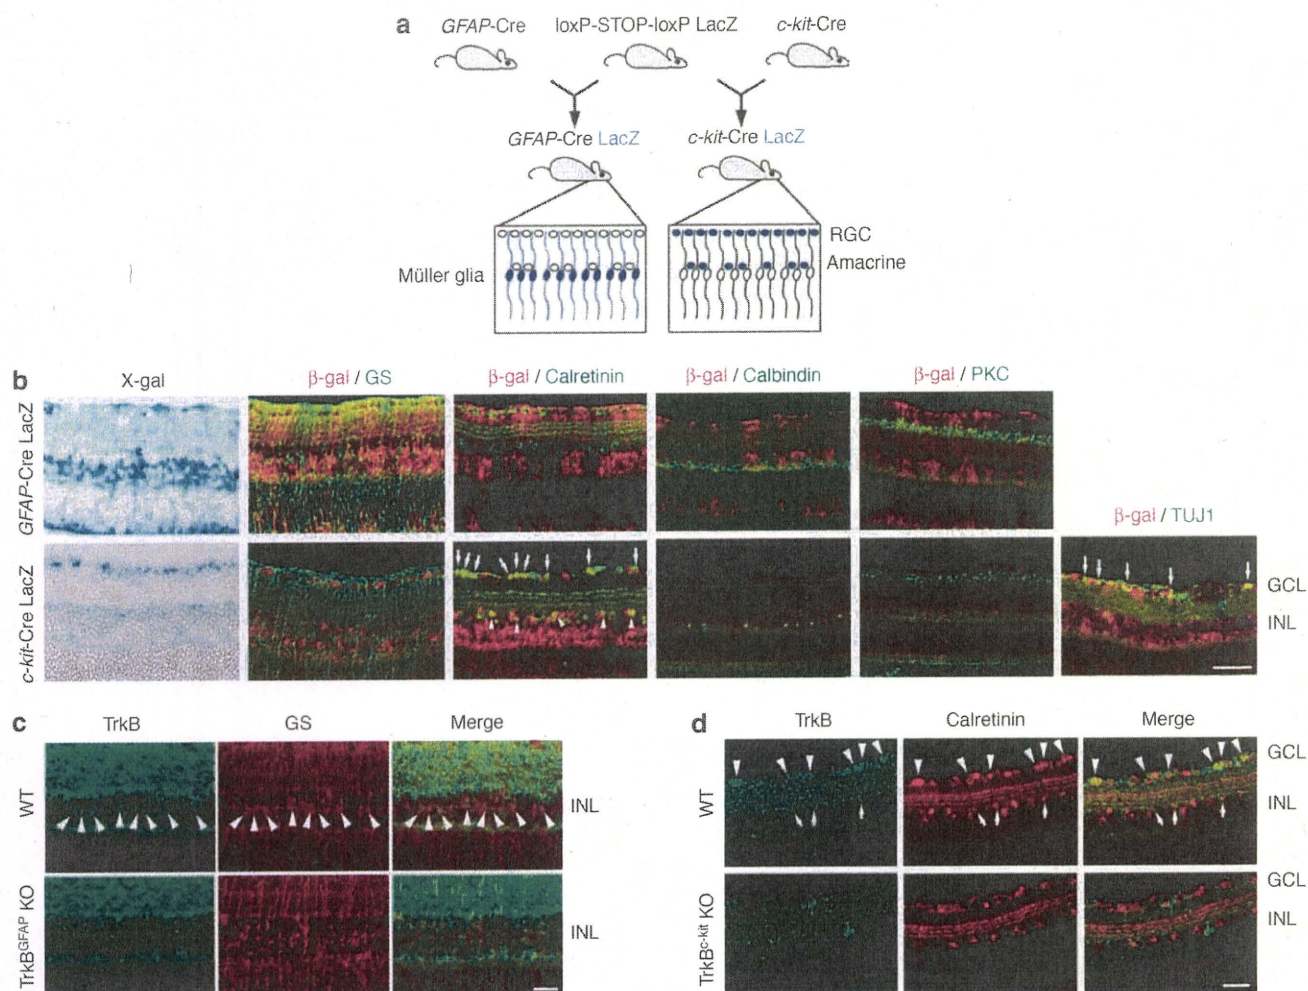 a
GFAP-Cre
loxP-STOP-loxP LacZ
c-kit-Cre
GFAP-Cre LacZ
c-kit-Cre LacZ
Müller glia
RGC
Amacrine
b
X-gal
β-gal / GS
β-gal / Calretinin
β-gal / Calbindin
β-gal / PKC
GFAP-Cre LacZ
β-gal / TUJ1
c-kit-Cre LacZ
GCL
INL
c
TrkB
GS
Merge
WT
INL
TrkBGFAP KO
INL
d
TrkB
Calretinin
Merge
WT
GCL
INL
TrkBc-kit KO
GCL
INL